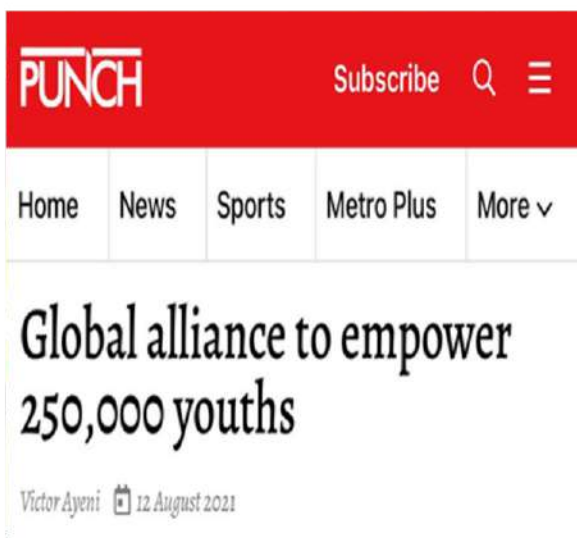 PUNCH Subscribe
Home News Sports Metro Plus More
Global alliance to empower
250,000 youths
Victor Ayeni 12 August 2021